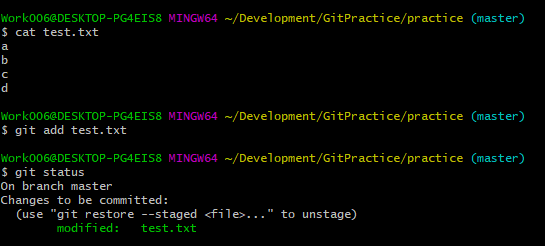 Work006@DESKTOP-PG4EIS8 MINGW64 ~/Development/GitPractice/practice (master)
$ cat test.txt
a
b
c
d
Work006@DESKTOP-PG4EIS8 MINGW64 ~/Development/GitPractice/practice (master)
$ git add test.txt
Work006@DESKTOP-PG4EIS8 MINGW64 ~/Development/GitPractice/practice (master)
$ git status
On branch master
Changes to be committed:
  (use "git restore --staged <file>..." to unstage)
        modified:   test.txt